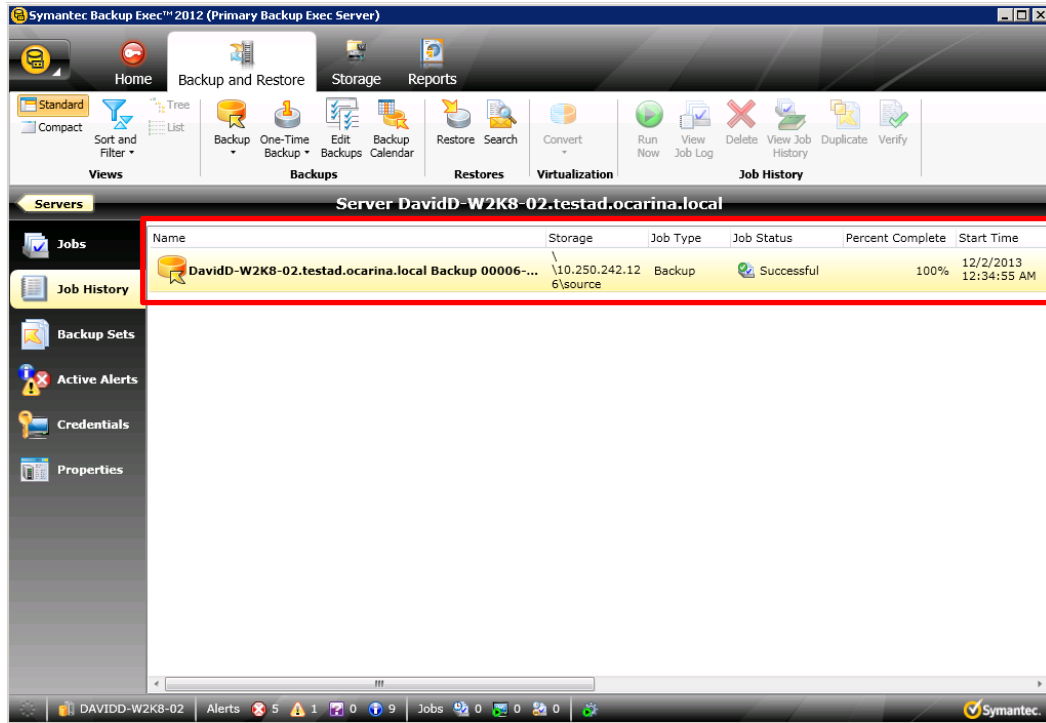 Symantec Backup Exec™ 2012 (Primary Backup Exec Server)
Home
Backup and Restore
Storage
Reports
Standard
Compact
Sort and
Filter
Tree
List
Views
Backup
One-Time
Backup
Edit
Backups
Backup
Calendar
Backups
Restore
Search
Restores
Convert
Virtualization
Run
Now
View
Job Log
Delete
View Job
History
Duplicate
Verify
Job History
Servers
Server DavidD-W2K8-02.testad.ocarina.local
Jobs
Job History
Backup Sets
Active Alerts
Credentials
Properties
Name Storage Job Type Job Status Percent Complete Start Time
DavidD-W2K8-02.testad.ocarina.local Backup 00006-...
\
\10.250.242.12
6\source
Backup
Successful
100%
12/2/2013
12:34:55 AM
DAVIDD-W2K8-02 Alerts 5 1 0 9 Jobs 0 0 0
Symantec.